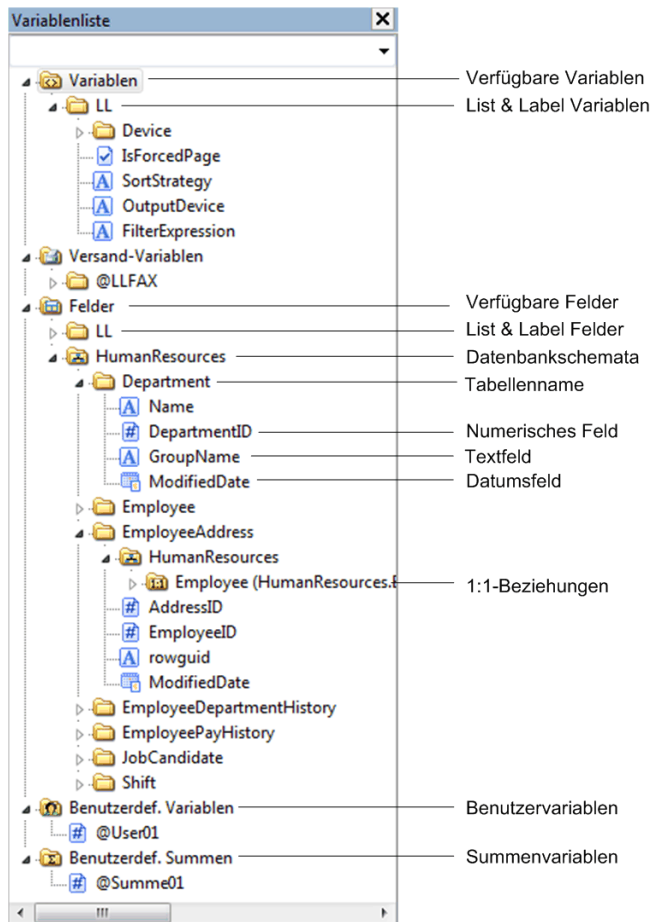 Variablenliste
Variablen Verfügbare Variablen
LL List & Label Variablen
Device
IsForcedPage
SortStrategy
OutputDevice
FilterExpression
Versand-Variablen
@LLFAX
Felder Verfügbare Felder
LL List & Label Felder
HumanResources Datenbankschemata
Department Tabellenname
Name
DepartmentID Numerisches Feld
GroupName Textfeld
ModifiedDate Datumsfeld
Employee
EmployeeAddress
HumanResources
1:1 Employee (HumanResources.E 1:1-Beziehungen
AddressID
EmployeeID
rowguid
ModifiedDate
EmployeeDepartmentHistory
EmployeePayHistory
JobCandidate
Shift
Benutzerdef. Variablen Benutzervariablen
@User01
Benutzerdef. Summen Summenvariablen
@Summe01